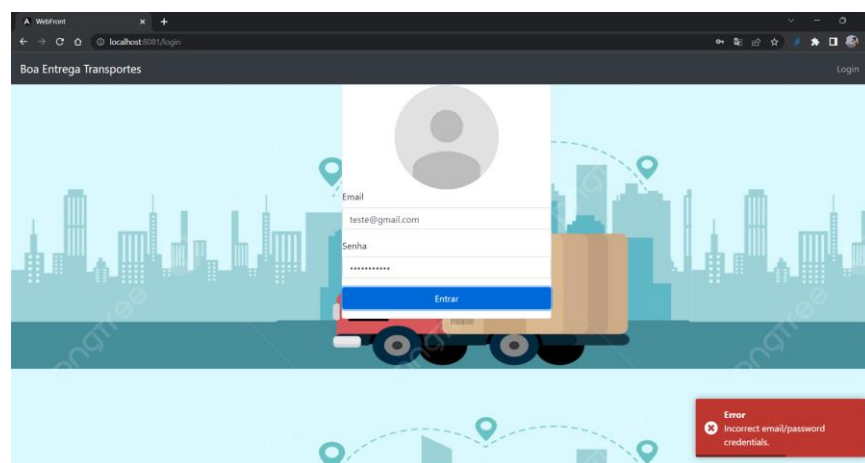 WebFront
localhost:8081/login
Boa Entrega Transportes
Login
Email
teste@gmail.com
Senha
Entrar
Error
Incorrect email/password
credentials.